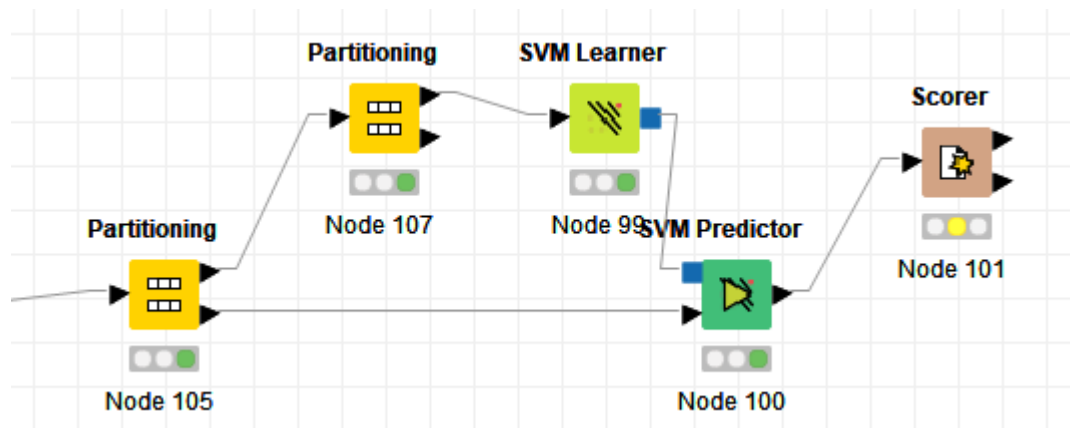 Partitioning
SVM Learner
Scorer
Node 107
Node 99
Partitioning
SVM Predictor
Node 101
Node 105
Node 100